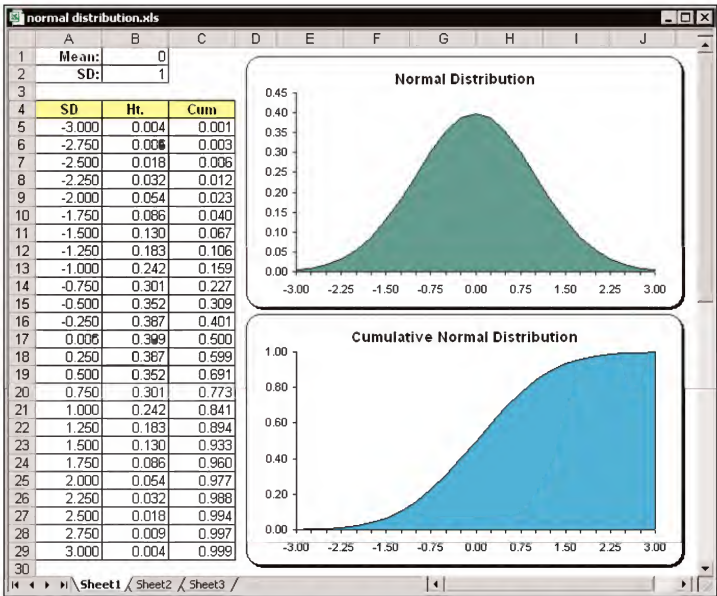 normal distribution.xls
A B C D E F G H I J
1 Mean: 0
2 SD: 1
3
4 SD Ht. Cum
5 -3.000 0.004 0.001
6 -2.750 0.003
7 -2.500 0.018 0.006
8 -2.250 0.032 0.012
9 -2.000 0.054 0.023
10 -1.750 0.086 0.040
11 -1.500 0.130 0.067
12 -1.250 0.183 0.106
13 -1.000 0.242 0.159
14 -0.750 0.301 0.227
15 -0.500 0.352 0.309
16 -0.250 0.387 0.401
17 0.500
18 0.250 0.387 0.599
19 0.500 0.352 0.691
20 0.750 0.301 0.773
21 1.000 0.242 0.841
22 1.250 0.183 0.894
23 1.500 0.130 0.933
24 1.750 0.086 0.960
25 2.000 0.054 0.977
26 2.250 0.032 0.988
27 2.500 0.018 0.994
28 2.750 0.009 0.997
29 3.000 0.004 0.999
30
Normal Distribution
0.45
0.40
0.35
0.30
0.25
0.20
0.15
0.10
0.05
0.00
-3.00 -2.25 -1.50 -0.75 0.00 0.75 1.50 2.25 3.00
Cumulative Normal Distribution
1.00
0.80
0.60
0.40
0.20
0.00
-3.00 -2.25 -1.50 -0.75 0.00 0.75 1.50 2.25 3.00
Sheet1 Sheet2 Sheet3